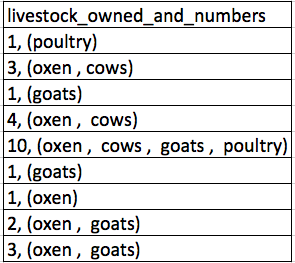 livestock_owned_and_numbers
1, (poultry)
3, (oxen , cows)
1, (goats)
4, (oxen ,  cows)
10, (oxen ,  cows ,  goats ,  poultry)
1, (goats)
1, (oxen)
2, (oxen ,  goats)
3, (oxen ,  goats)